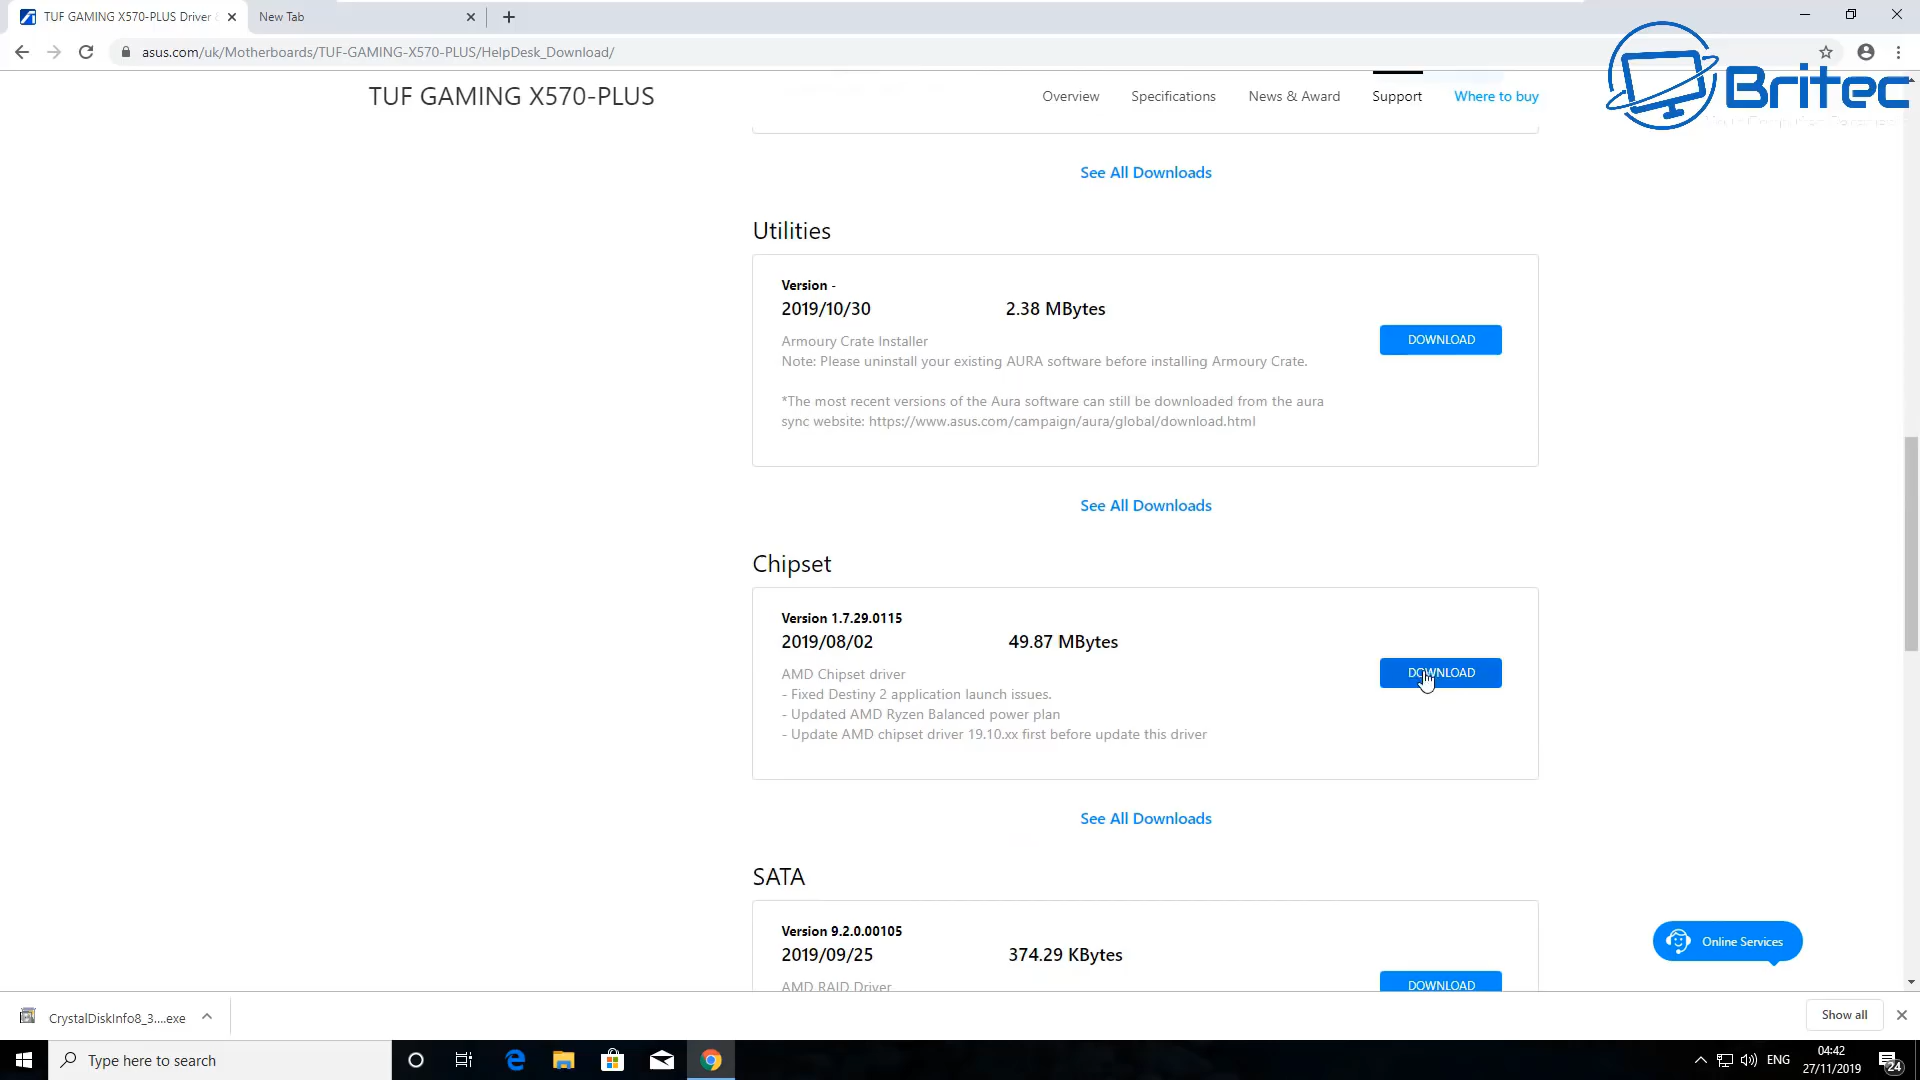 TUF GAMING X570-PLUS Driver &
New Tab
asus.com/uk/Motherboards/TUF-GAMING-X570-PLUS/HelpDesk_Download/
Britec
TUF GAMING X570-PLUS
Overview
Specifications
News & Award
Support
Where to buy
See All Downloads
Utilities
Version -
2019/10/30
2.38 MBytes
DOWNLOAD
Armoury Crate Installer
Note: Please uninstall your existing AURA software before installing Armoury Crate.
*The most recent versions of the Aura software can still be downloaded from the aura
sync website: https://www.asus.com/campaign/aura/global/download.html
See All Downloads
Chipset
Version 1.7.29.0115
2019/08/02
49.87 MBytes
DOWNLOAD
AMD Chipset driver
- Fixed Destiny 2 application launch issues.
- Updated AMD Ryzen Balanced power plan
- Update AMD chipset driver 19.10.xx first before update this driver
See All Downloads
SATA
Version 9.2.0.00105
2019/09/25
374.29 KBytes
DOWNLOAD
AMD RAID Driver
Online Services
CrystalDiskInfo8_3....exe
Show all
Type here to search
ENG
04:42
27/11/2019
24